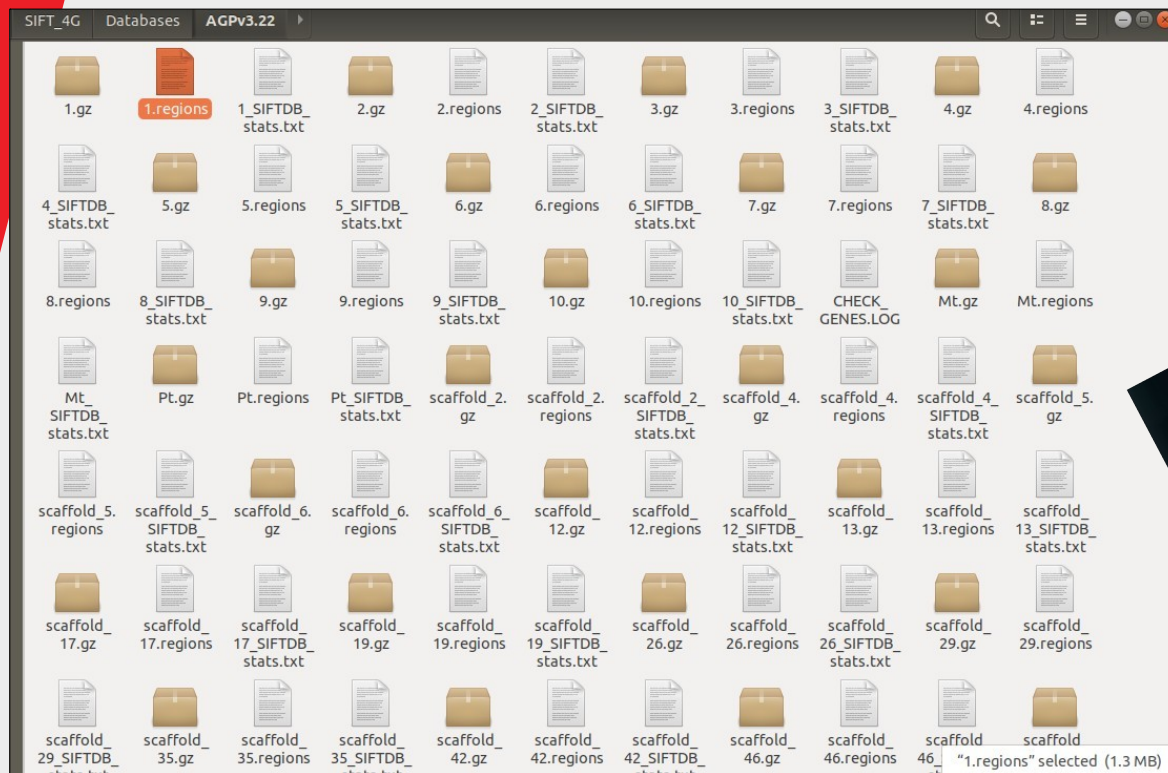 SIFT_4G Databases AGPv3.22
1.gz 1.regions 1_SIFTDB_ 2.gz 2.regions 2_SIFTDB_ 3.gz 3.regions 3_SIFTDB_ 4.gz 4.regions
stats.txt stats.txt stats.txt
4_SIFTDB_ 5.gz 5.regions 5_SIFTDB_ 6.gz 6.regions 6_SIFTDB_ 7.gz 7.regions 7_SIFTDB_ 8.gz
stats.txt stats.txt stats.txt stats.txt
8.regions 8_SIFTDB_ 9.gz 9.regions 9_SIFTDB_ 10.gz 10.regions 10_SIFTDB_ CHECK_ Mt.gz Mt.regions
stats.txt stats.txt stats.txt GENES.LOG
Mt_ Pt.gz Pt.regions Pt_SIFTDB_ scaffold_2. scaffold_2. scaffold_2_ scaffold_4. scaffold_4. scaffold_4_ scaffold_5.
SIFTDB_ stats.txt gz regions SIFTDB_ gz regions SIFTDB_ gz
stats.txt stats.txt stats.txt
scaffold_5. scaffold_5_ scaffold_6. scaffold_6. scaffold_6_ scaffold_ scaffold_ scaffold_ scaffold_ scaffold_ scaffold_
regions SIFTDB_ gz regions SIFTDB_ 12.gz 12.regions 12_SIFTDB_ 13.gz 13.regions 13_SIFTDB_
stats.txt stats.txt stats.txt stats.txt
scaffold_ scaffold_ scaffold_ scaffold_ scaffold_ scaffold_ scaffold_ scaffold_ scaffold_ scaffold_ scaffold_
17.gz 17.regions 17_SIFTDB_ 19.gz 19.regions 19_SIFTDB_ 26.gz 26.regions 26_SIFTDB_ 29.gz 29.regions
stats.txt stats.txt stats.txt
scaffold_ scaffold_ scaffold_ scaffold_ scaffold_ scaffold_ scaffold_ scaffold_ scaffold_ scaffold_ scaffold
29_SIFTDB_ 35.gz 35.regions 35_SIFTDB_ 42.gz 42.regions 42_SIFTDB_ 46.gz 46.regions 46_ "1.regions" selected (1.3 MB)